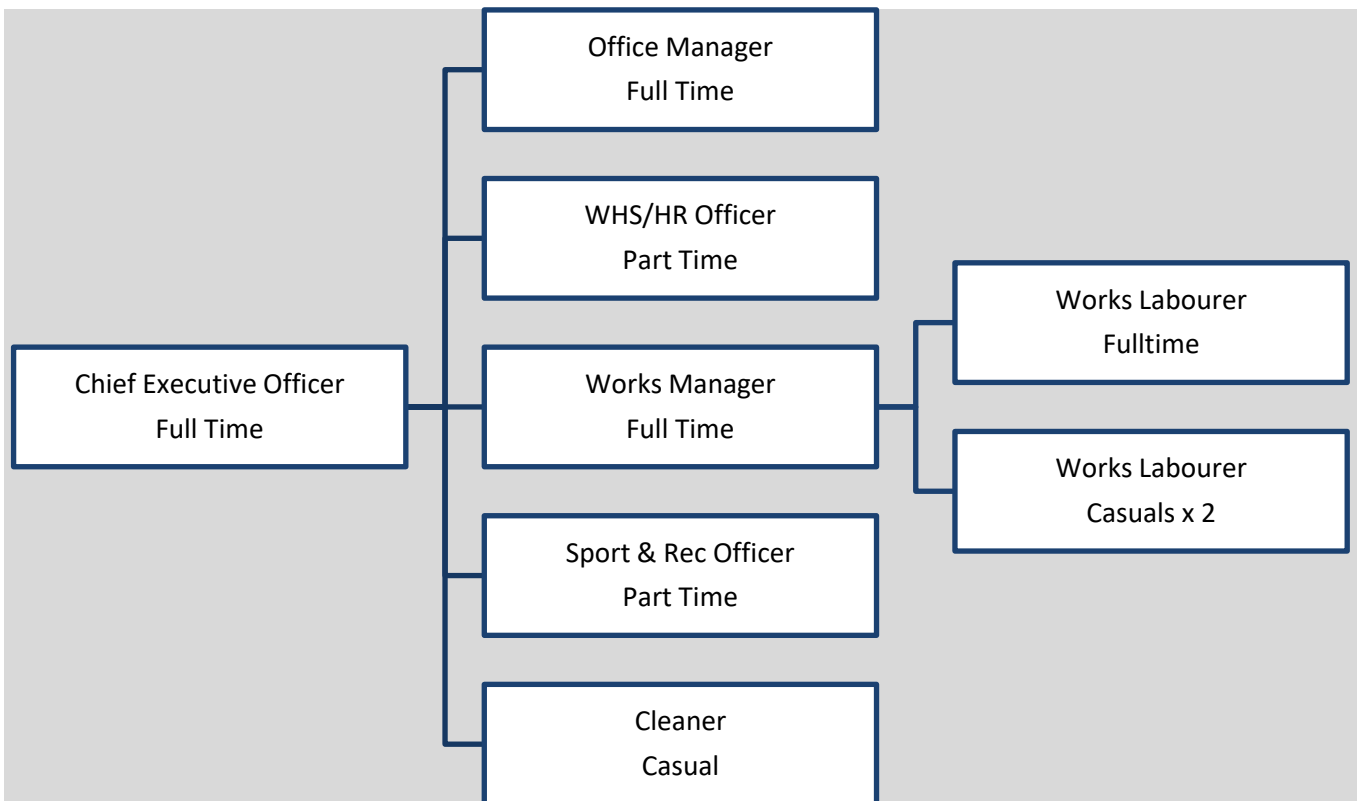 Office Manager
Full Time
WHS/HR Officer
Part Time
Chief Executive Officer
Full Time
Works Manager
Full Time
Works Labourer
Fulltime
Works Labourer
Casuals x 2
Sport & Rec Officer
Part Time
Cleaner
Casual